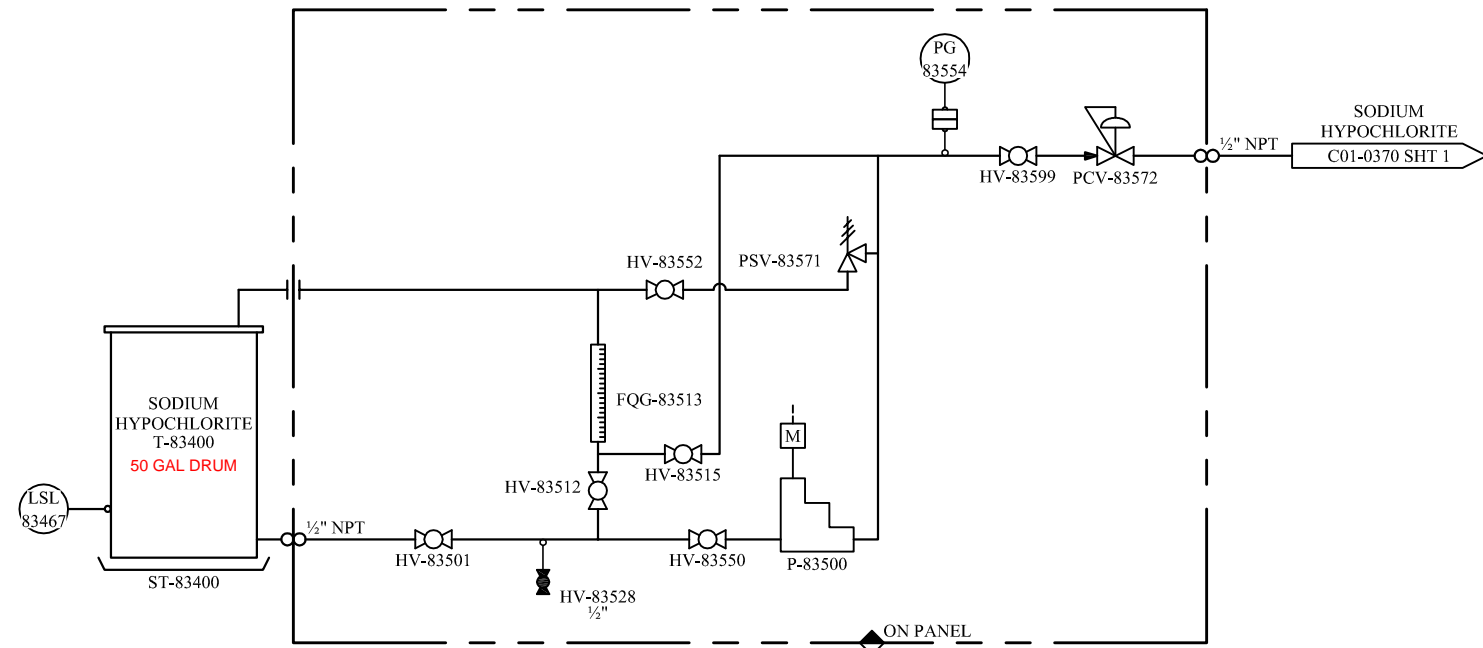 PG
83554
SODIUM
HYPOCHLORITE
½" NPT
C01-0370 SHT 1
HV-83599
PCV-83572
HV-83552
PSV-83571
SODIUM
HYPOCHLORITE
T-83400
50 GAL DRUM
FQG-83513
M
HV-83515
HV-83512
LSL
83467
½" NPT
HV-83501
HV-83550
P-83500
ST-83400
HV-83528
½"
ON PANEL